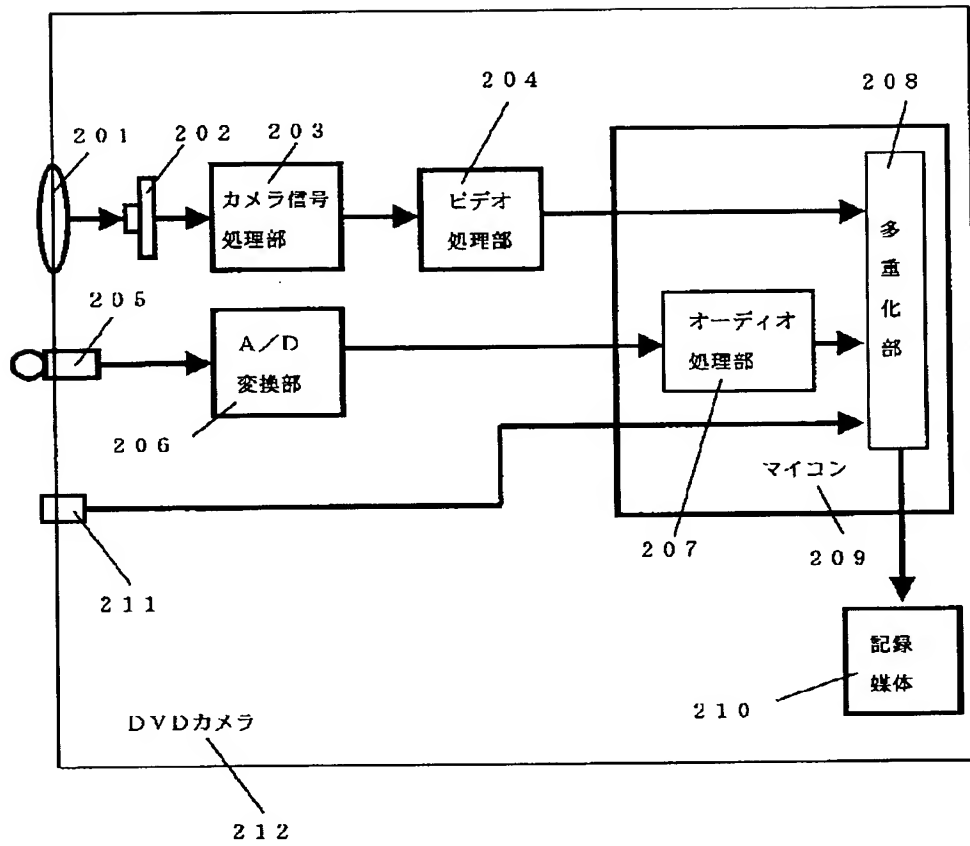 204
208
203
202
201
カメラ信号
処理部
ビデオ
処理部
多重化部
205
A/D
変換部
オーディオ
処理部
206
マイコン
207
209
211
記録
媒体
210
DVDカメラ
212